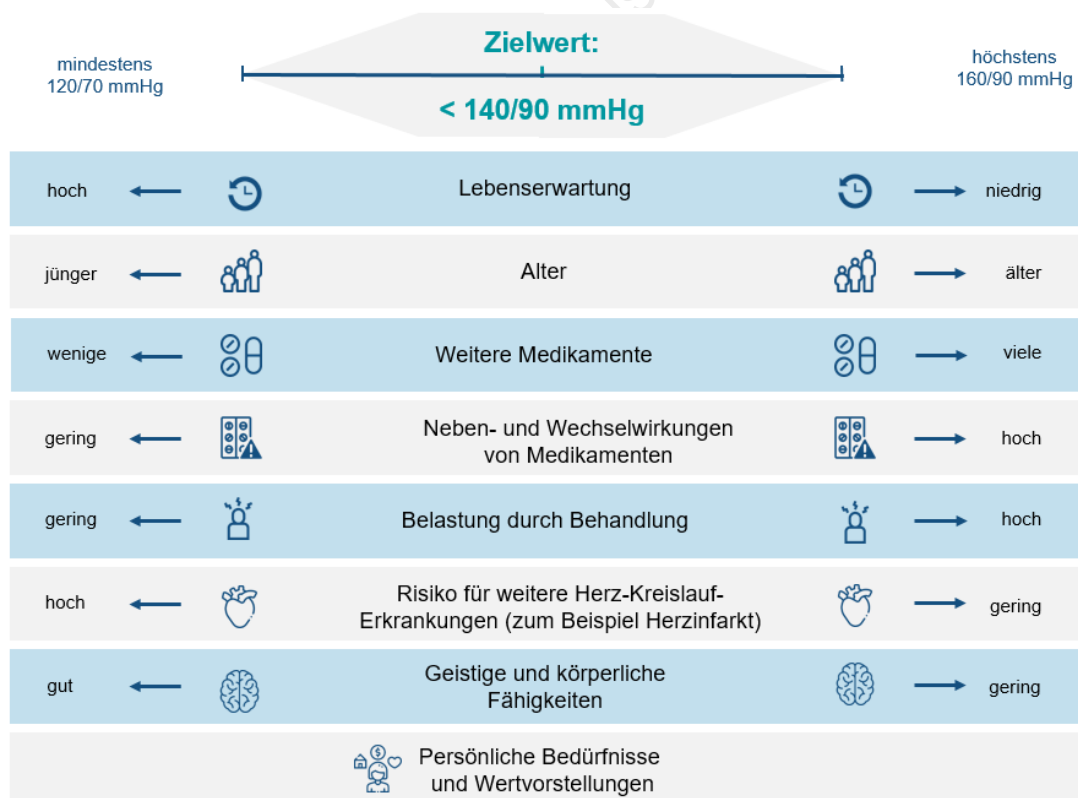 Zielwert:
mindestens
120/70 mmHg
höchstens
160/90 mmHg
< 140/90 mmHg
hoch
Lebenserwartung
niedrig
jünger
Alter
älter
wenige
Weitere Medikamente
viele
gering
Neben- und Wechselwirkungen
von Medikamenten
hoch
gering
Belastung durch Behandlung
hoch
hoch
Risiko für weitere Herz-Kreislauf-
Erkrankungen (zum Beispiel Herzinfarkt)
gering
gut
Geistige und körperliche
Fähigkeiten
gering
Persönliche Bedürfnisse
und Wertvorstellungen